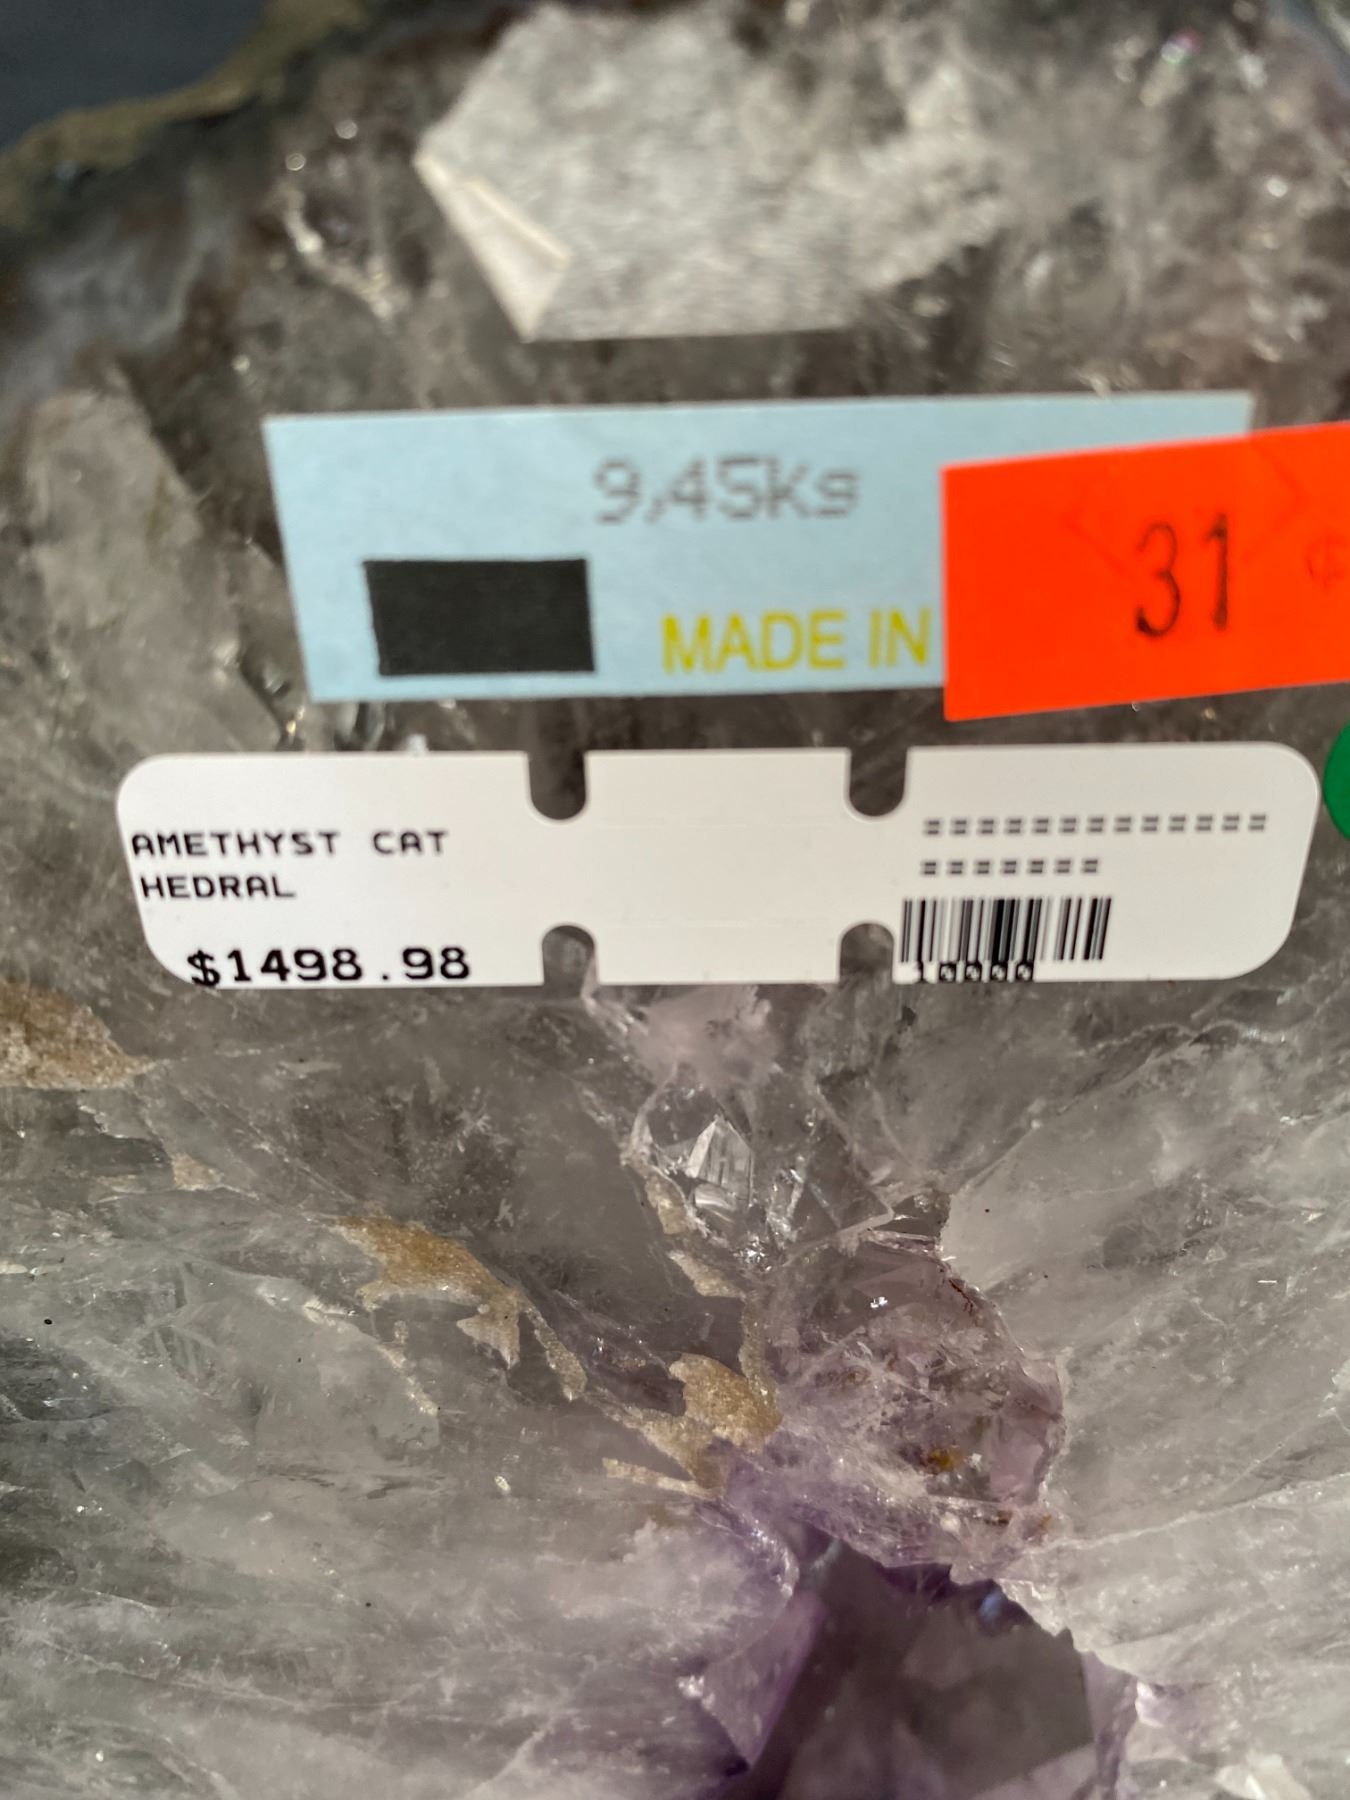 9,45Kg
MADE IN
31
AMETHYST CAT
HEDRAL
$1498.98
=============
=======